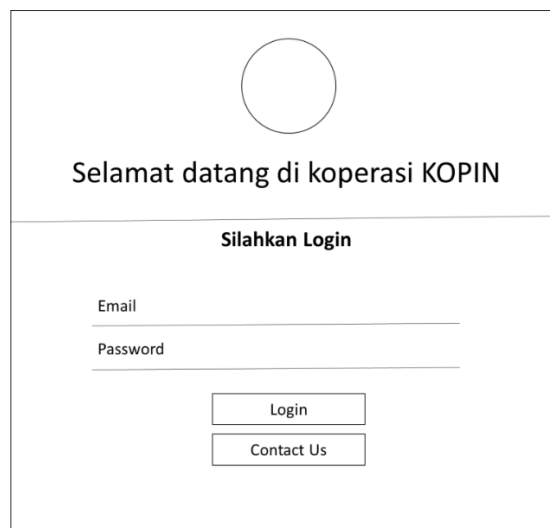 Selamat datang di koperasi KOPIN
Silahkan Login
Email
Password
Login
Contact Us